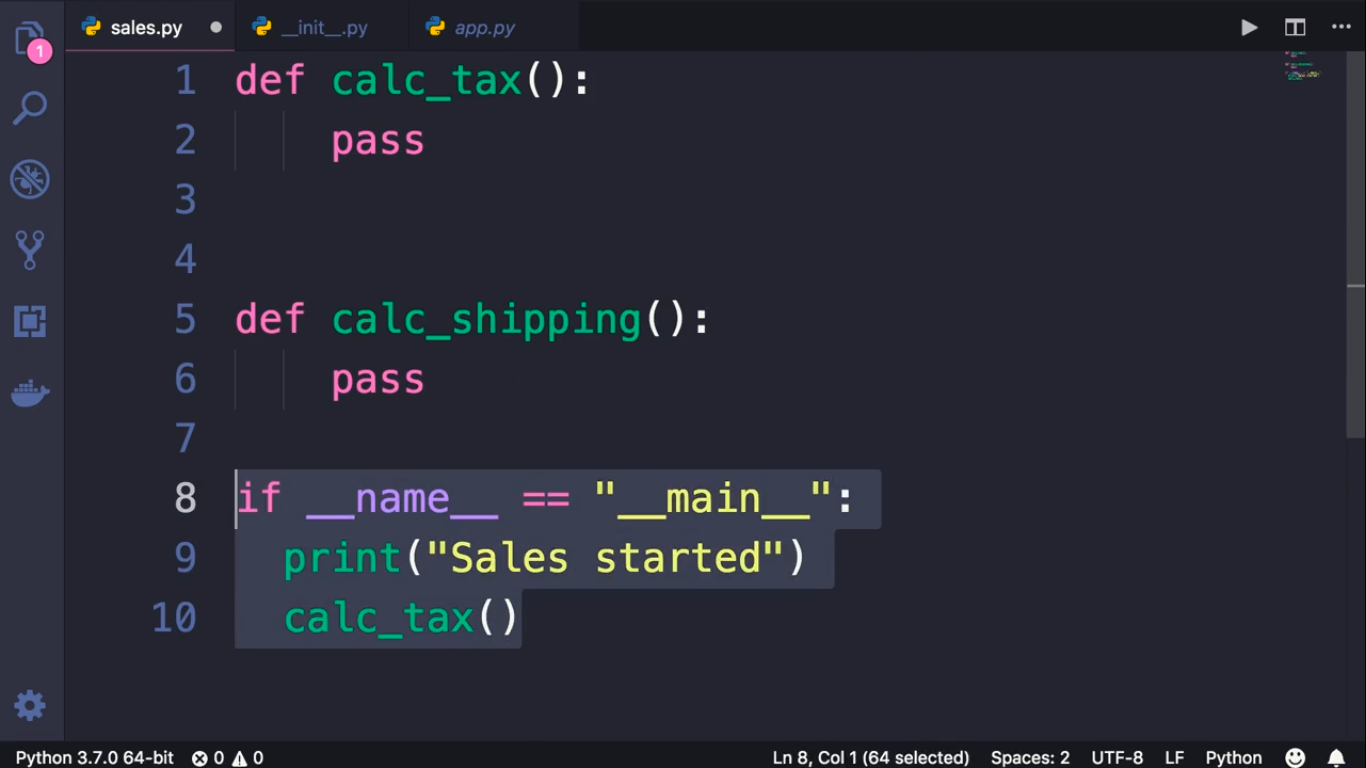 sales.py __init__.py app.py
1
1 def calc_tax():
2 pass
3
4
5 def calc_shipping():
6 pass
7
8 if __name__ == "__main__":
9 print("Sales started")
10 calc_tax()
Python 3.7.0 64-bit 0 0 Ln 8, Col 1 (64 selected) Spaces: 2 UTF-8 LF Python